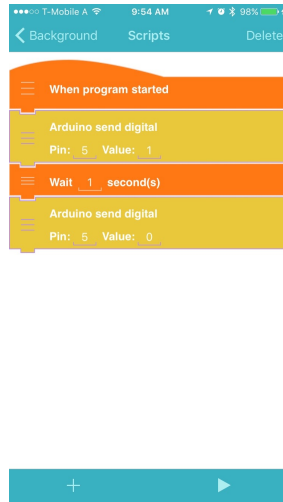 T-Mobile A 9:54 AM 98%
Background Scripts Delete
When program started
Arduino send digital
Pin: 5 Value: 1
Wait 1 second(s)
Arduino send digital
Pin: 5 Value: 0